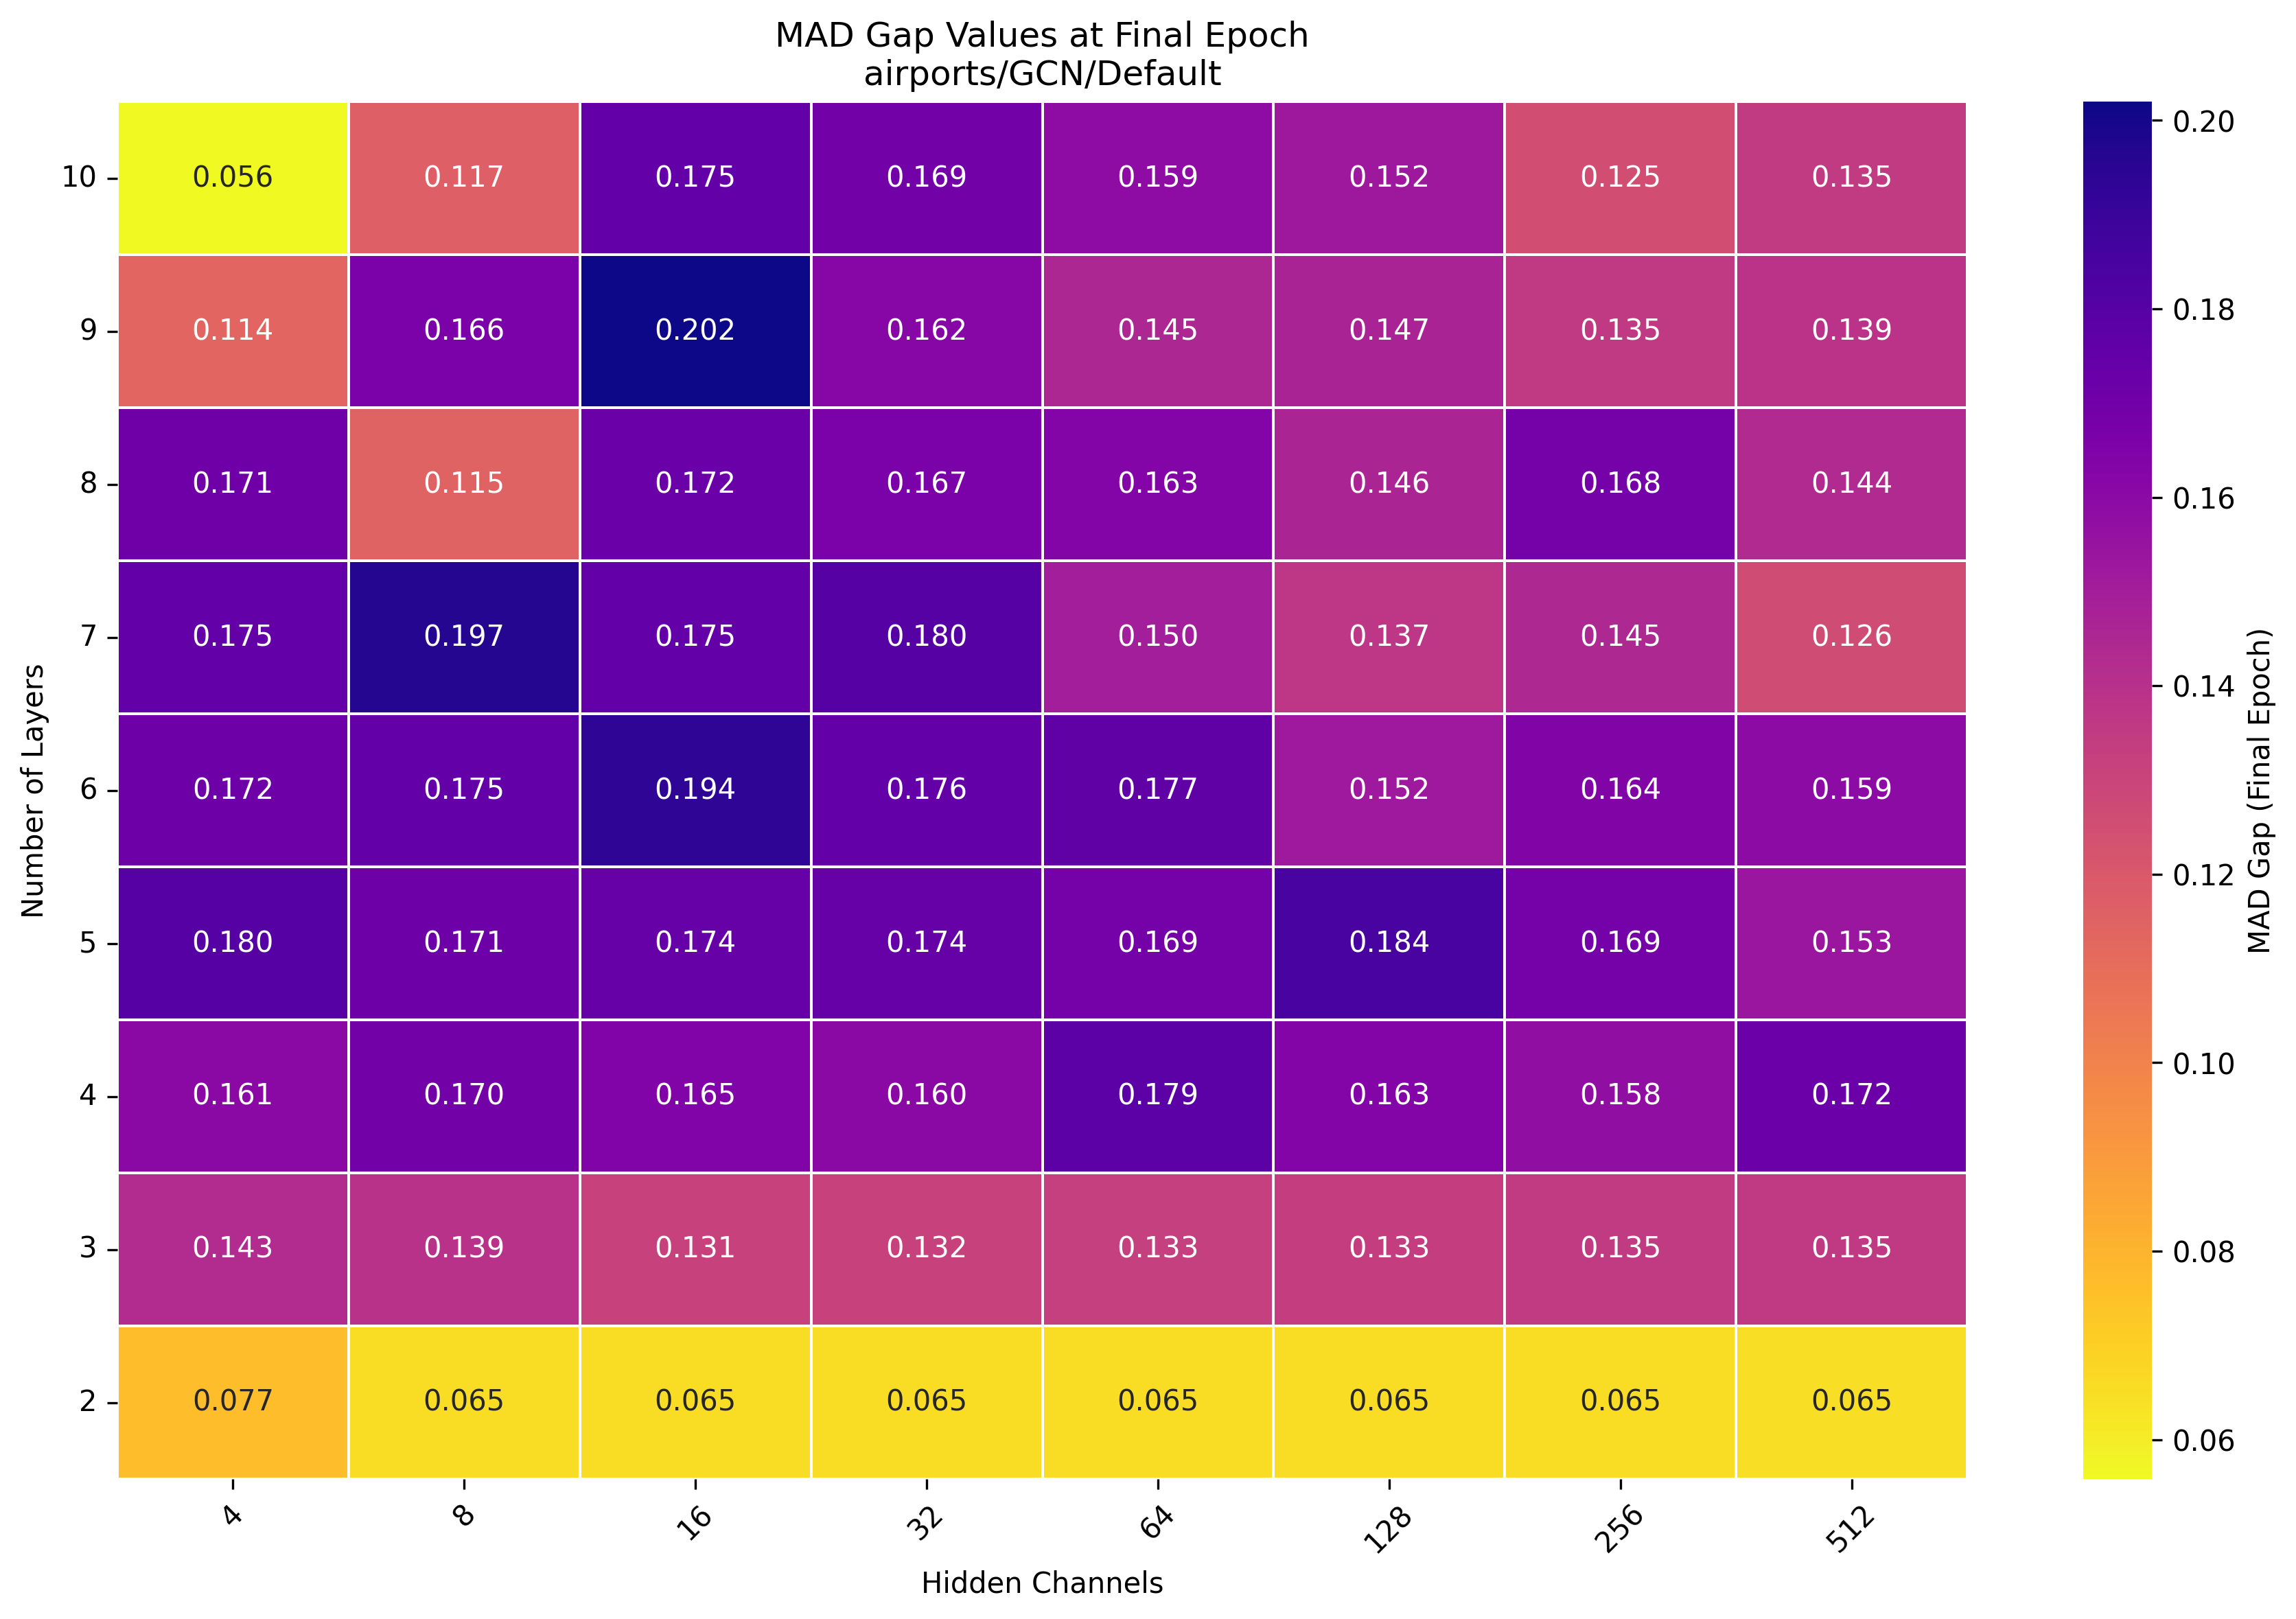 MAD Gap Values at Final Epoch
airports/GCN/Default
10 0.056 0.117 0.175 0.169 0.159 0.152 0.125 0.135
9 0.114 0.166 0.202 0.162 0.145 0.147 0.135 0.139
8 0.171 0.115 0.172 0.167 0.163 0.146 0.168 0.144
7 0.175 0.197 0.175 0.180 0.150 0.137 0.145 0.126
6 0.172 0.175 0.194 0.176 0.177 0.152 0.164 0.159
5 0.180 0.171 0.174 0.174 0.169 0.184 0.169 0.153
4 0.161 0.170 0.165 0.160 0.179 0.163 0.158 0.172
3 0.143 0.139 0.131 0.132 0.133 0.133 0.135 0.135
2 0.077 0.065 0.065 0.065 0.065 0.065 0.065 0.065
4 8 16 32 64 128 256 512
Hidden Channels
Number of Layers
0.20
0.18
0.16
0.14
0.12
0.10
0.08
0.06
MAD Gap (Final Epoch)